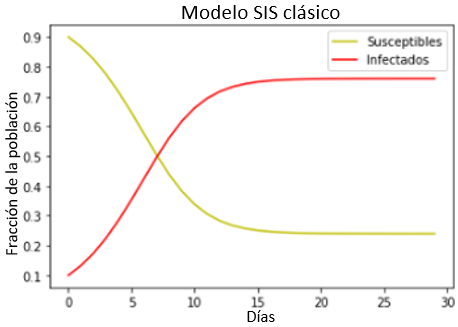 Modelo SIS clásico
Susceptibles
Infectados
Fracción de la población
0.9
0.8
0.7
0.6
0.5
0.4
0.3
0.2
0.1
0 5 10 15 20 25 30
Días